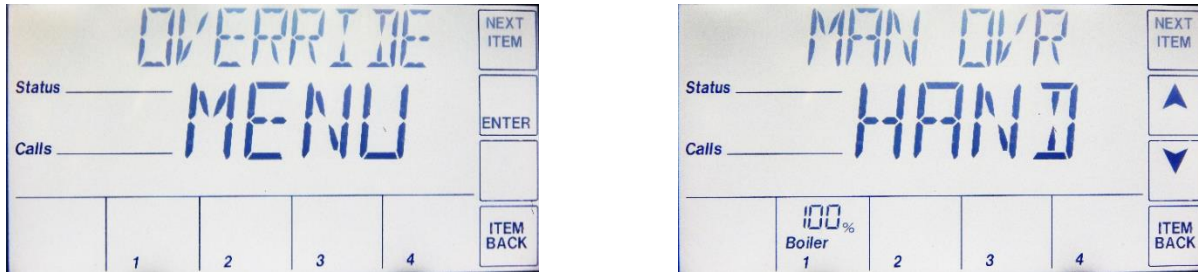 OVERRIDE
NEXT ITEM
Status
MENU
ENTER
Calls
ITEM BACK
1 2 3 4
MAN OVR
NEXT ITEM
Status
HAND
Calls
100%
Boiler
ITEM BACK
1 2 3 4